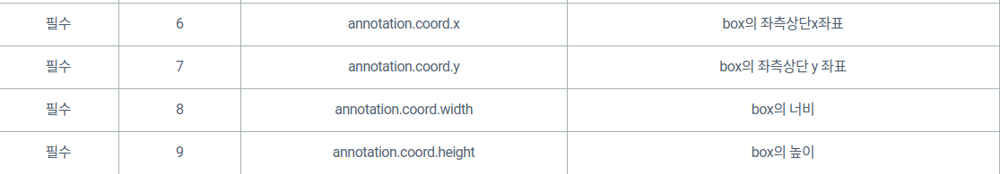 필수 6 annotation.coord.x box의 좌측상단x좌표
필수 7 annotation.coord.y box의 좌측상단 y 좌표
필수 8 annotation.coord.width box의 너비
필수 9 annotation.coord.height box의 높이